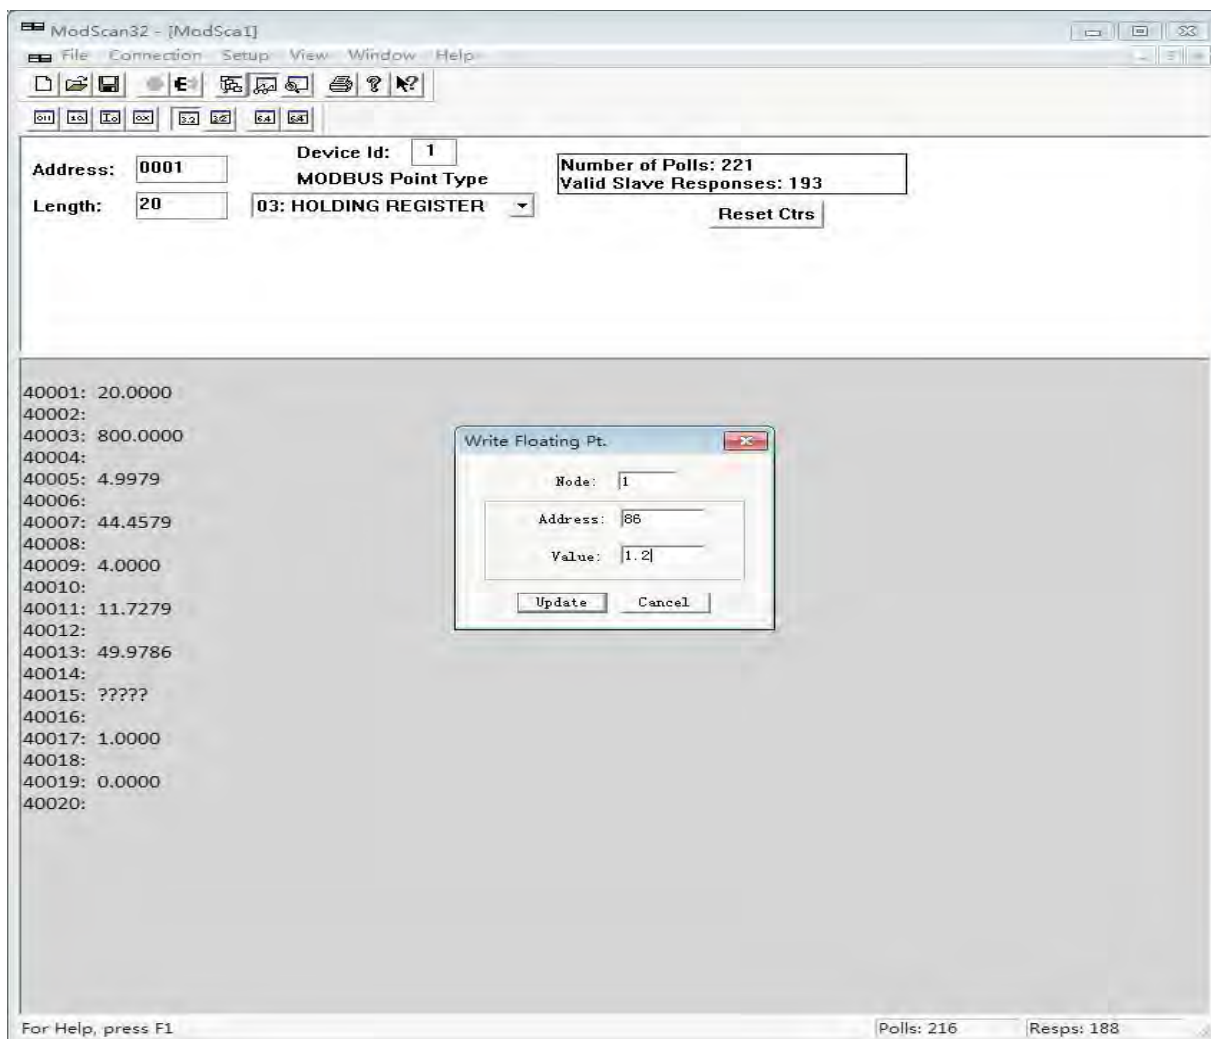 ModScan32 - [ModSca1]
File Connection Setup View Window Help
Address: 0001
Device Id: 1
MODBUS Point Type
Length: 20
03: HOLDING REGISTER
Number of Polls: 221
Valid Slave Responses: 193
Reset Ctrs
40001: 20.0000
40002:
40003: 800.0000
40004:
40005: 4.9979
40006:
40007: 44.4579
40008:
40009: 4.0000
40010:
40011: 11.7279
40012:
40013: 49.9786
40014:
40015: ?????
40016:
40017: 1.0000
40018:
40019: 0.0000
40020:
Write Floating Pt.
Node: 1
Address: 86
Value: 1.2
Update Cancel
For Help, press F1
Polls: 216
Resps: 188